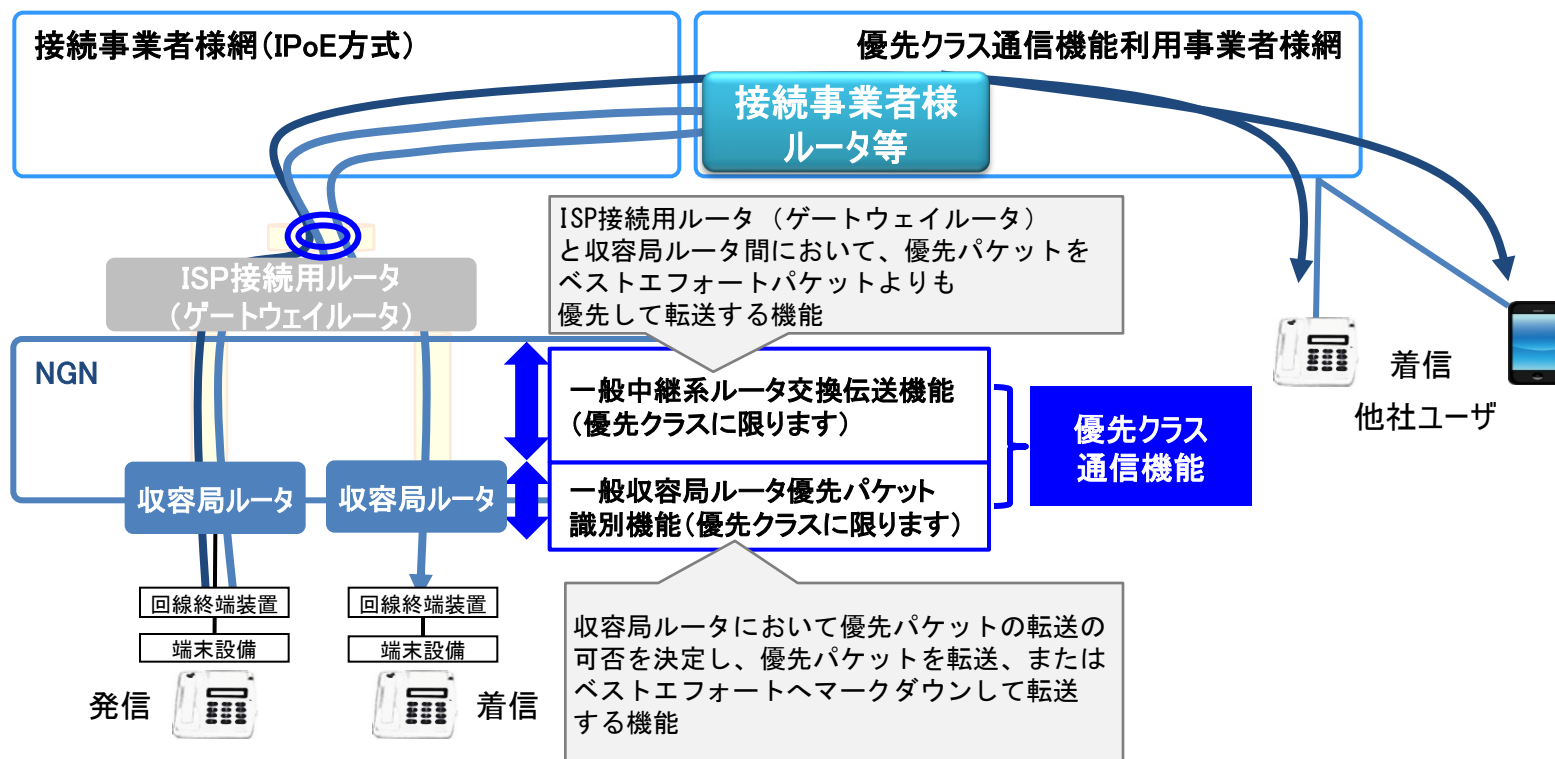 接続事業者様網(IPoE方式)
優先クラス通信機能利用事業者様網
接続事業者様
ルータ等
ISP接続用ルータ（ゲートウェイルータ）
と収容局ルータ間において、優先パケットを
ベストエフォートパケットよりも
優先して転送する機能
ISP接続用ルータ
（ゲートウェイルータ）
NGN
一般中継系ルータ交換伝送機能
（優先クラスに限ります）
一般収容局ルータ優先パケット
識別機能（優先クラスに限ります）
優先クラス
通信機能
着信
他社ユーザ
収容局ルータ
収容局ルータ
回線終端装置
回線終端装置
端末設備
端末設備
発信
着信
収容局ルータにおいて優先パケットの転送の
可否を決定し、優先パケットを転送、または
ベストエフォートへマークダウンして転送
する機能